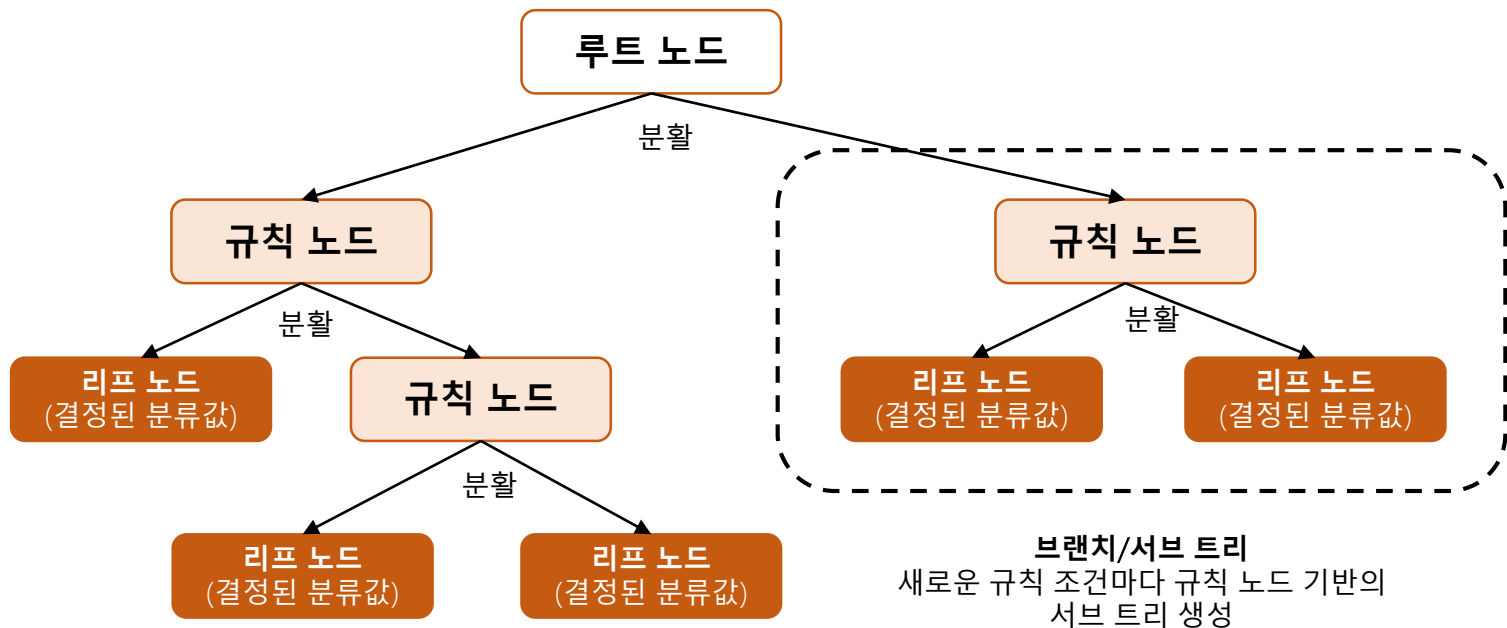 루트 노드
분활
규칙 노드
규칙 노드
분활
분활
리프 노드
(결정된 분류값)
규칙 노드
리프 노드
(결정된 분류값)
리프 노드
(결정된 분류값)
분활
리프 노드
(결정된 분류값)
리프 노드
(결정된 분류값)
브랜치/서브 트리
새로운 규칙 조건마다 규칙 노드 기반의
서브 트리 생성